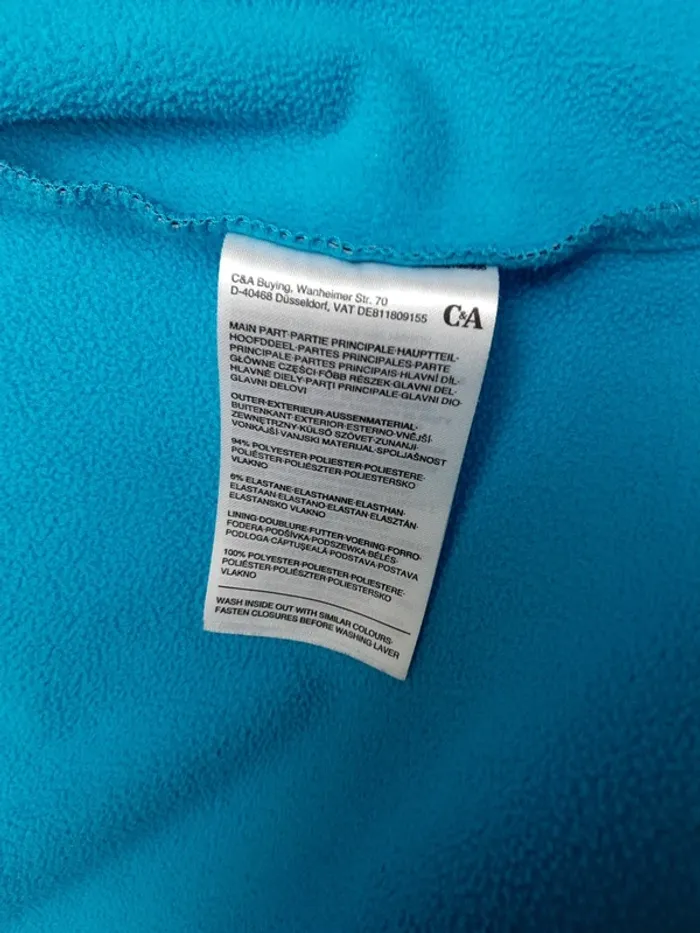 C&A Buying, Wanheimer Str. 70
D-40468 Düsseldorf, VAT DE811809155
C&A
MAIN PART·PARTIE PRINCIPALE·HAUPTTEIL·
HOOFDDEEL·PARTES PRINCIPALES·PARTE
PRINCIPALE·PARTES PRINCIPAIS·HLAVNÍ DÍL·
GŁÓWNE CZĘŚCI·FŐBB RÉSZEK·GLAVNI DEL·
HLAVNÉ DIELY·PARŢI PRINCIPALE·GLAVNI DIO·
GLAVNI DELOVI
OUTER·EXTERIEUR·AUSSENMATERIAL·
BUITENKANT·EXTERIOR·ESTERNO·VNĚJŠÍ·
ZEWNĘTRZNY·KÜLSŐ SZÖVET·ZUNANJI·
VONKAJŠÍ·VANJSKI MATERIJAL·SPOLJAŠNOST
94% POLYESTER·POLIESTER·POLIESTERE·
POLIÉSTER·POLIÉSZTER·POLIESTERSKO
VLAKNO
6% ELASTANE·ELASTHANNE·ELASTHAN·
ELASTAAN·ELASTANO·ELASTAN·ELASZTÁN·
ELASTANSKO VLAKNO
LINING·DOUBLURE·FUTTER·VOERING·FORRO·
FODERA·PODŠÍVKA·PODSZEWKA·BÉLÉS·
PODLOGA·CĂPTUŞEALĂ·PODSTAVA·POSTAVA
100% POLYESTER·POLIESTER·POLIESTERE·
POLIÉSTER·POLIÉSZTER·POLIESTERSKO
VLAKNO
WASH INSIDE OUT WITH SIMILAR COLOURS·
FASTEN CLOSURES BEFORE WASHING·LAVER